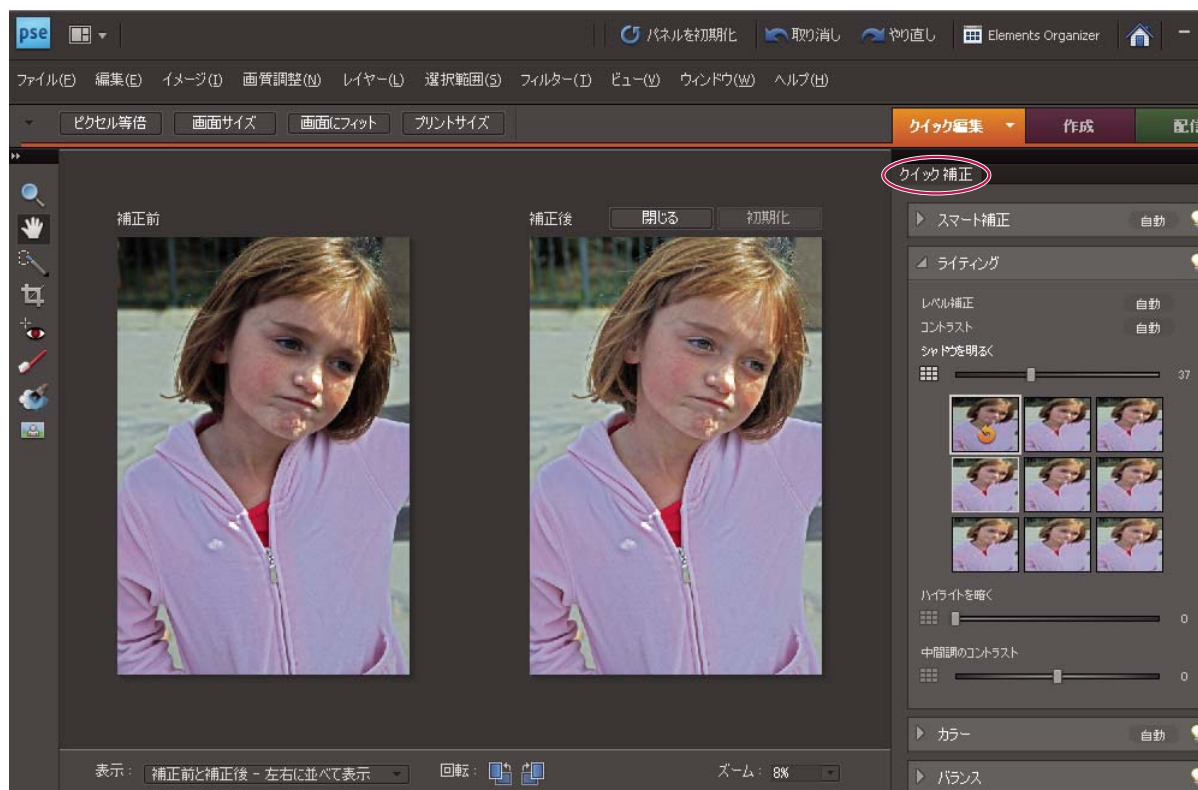 pse パネルを初期化 取り消し やり直し Elements Organizer
ファイル(F) 編集(E) イメージ(I) 画質調整(N) レイヤー(L) 選択範囲(S) フィルター(T) ビュー(V) ウィンドウ(W) ヘルプ(H)
ピクセル等倍 画面サイズ 画面にフィット プリントサイズ
クイック編集 作成 配信
クイック補正
補正前
補正後 閉じる 初期化
スマート補正 自動
ライティング
レベル補正 自動
コントラスト 自動
シャドウを明るく
37
ハイライトを暗く
0
中間調のコントラスト
0
カラー 自動
バランス
表示: 補正前と補正後 - 左右に並べて表示 回転: ズーム: 8%